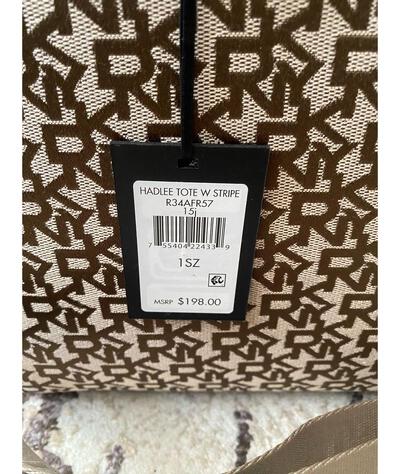 HADLEE TOTE W STRIPE
R34AFR57
15J
7 55404 22433 9
1SZ
MSRP $198.00